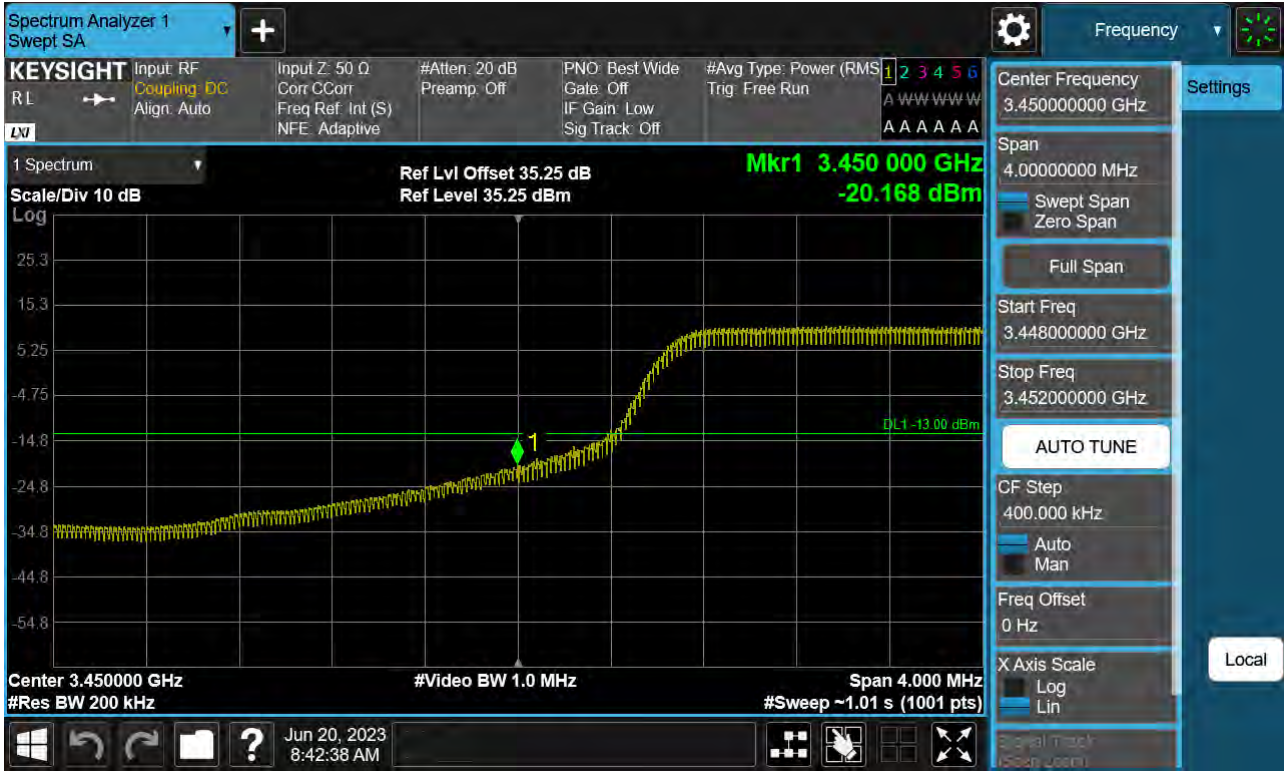 Spectrum Analyzer 1
Swept SA
+
Frequency
KEYSIGHT
RL
LXI
Input: RF
Coupling: DC
Align: Auto
Input Z: 50 Ω
Corr CCorr
Freq Ref: Int (S)
NFE: Adaptive
#Atten: 20 dB
Preamp: Off
PNO: Best Wide
Gate: Off
IF Gain: Low
Sig Track: Off
#Avg Type: Power (RMS
Trig: Free Run
1 2 3 4 5 6
A W W W W W
A A A A A A
1 Spectrum
Scale/Div 10 dB
Log
Ref Lvl Offset 35.25 dB
Ref Level 35.25 dBm
Mkr1 3.450 000 GHz
-20.168 dBm
25.3
15.3
5.25
-4.75
-14.8
-24.8
-34.8
-44.8
-54.8
1
DL1 -13.00 dBm
Center 3.450000 GHz
#Res BW 200 kHz
#Video BW 1.0 MHz
Span 4.000 MHz
#Sweep ~1.01 s (1001 pts)
Center Frequency
3.450000000 GHz
Span
4.00000000 MHz
Swept Span
Zero Span
Full Span
Start Freq
3.448000000 GHz
Stop Freq
3.452000000 GHz
AUTO TUNE
CF Step
400.000 kHz
Auto
Man
Freq Offset
0 Hz
X Axis Scale
Log
Lin
Signal Track
(Span Zoom)
Settings
Local
?
Jun 20, 2023
8:42:38 AM